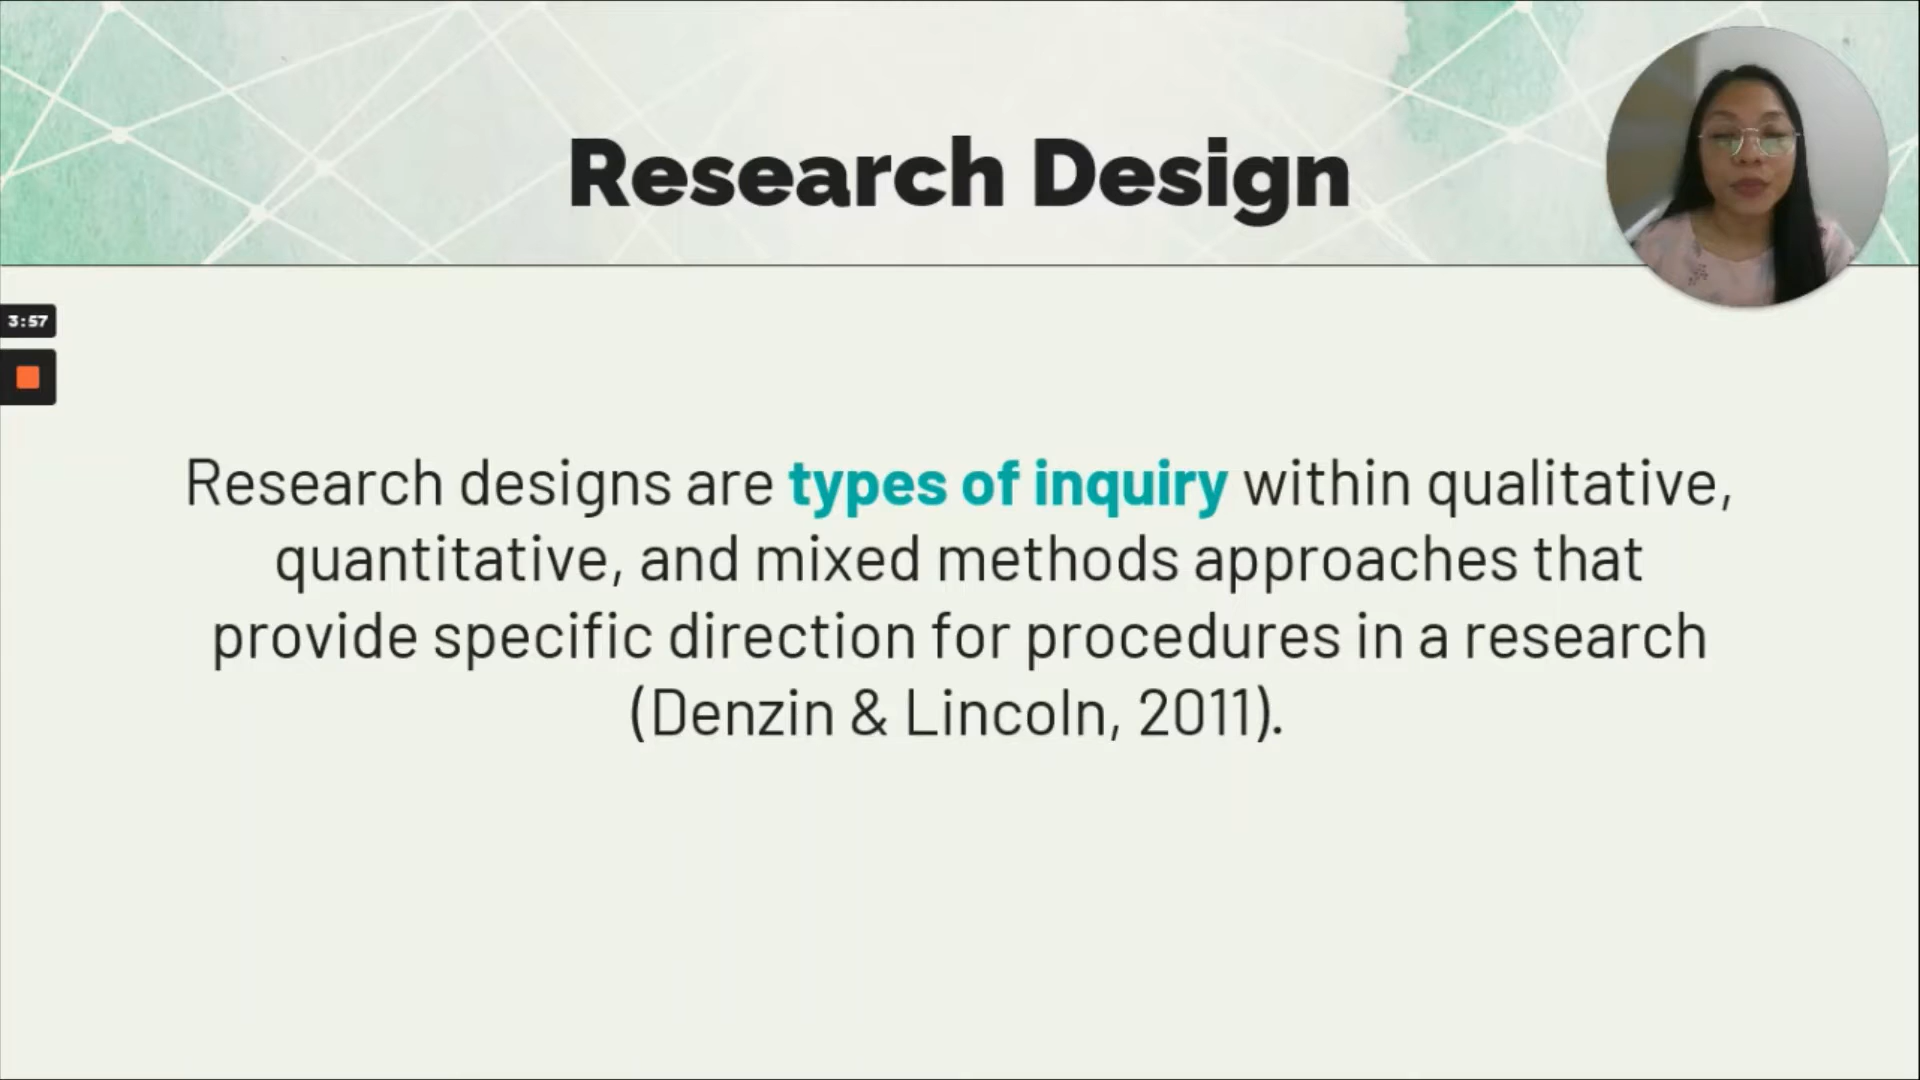 Research Design
3:57
Research designs are types of inquiry within qualitative,
quantitative, and mixed methods approaches that
provide specific direction for procedures in a research
(Denzin & Lincoln, 2011).